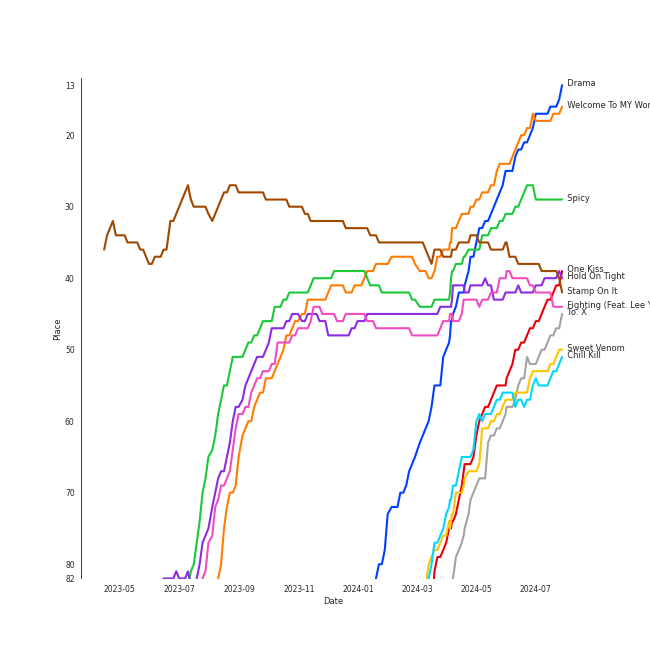 13
Drama
Welcome To MY Wor
20
30
Spicy
40
One Kiss
Hold On Tight
Stamp On It
Fighting (Feat. Lee Y
To. X
Place
50
Sweet Venom
Chill Kill
60
70
80
82
2023-05 2023-07 2023-09 2023-11 2024-01 2024-03 2024-05 2024-07
Date